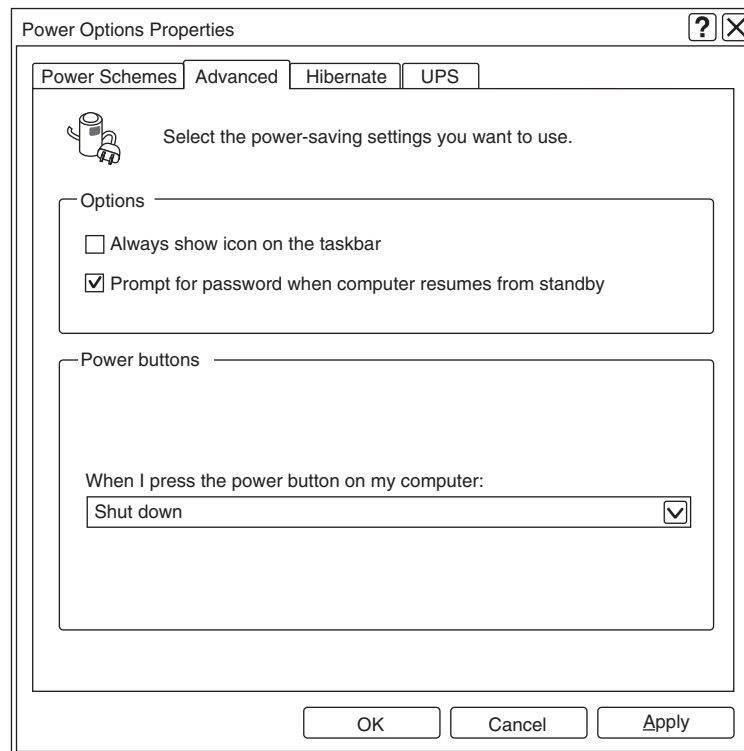 Power Options Properties
?
Power Schemes Advanced Hibernate UPS
Select the power-saving settings you want to use.
Options
Always show icon on the taskbar
Prompt for password when computer resumes from standby
Power buttons
When I press the power button on my computer:
Shut down
OK Cancel Apply